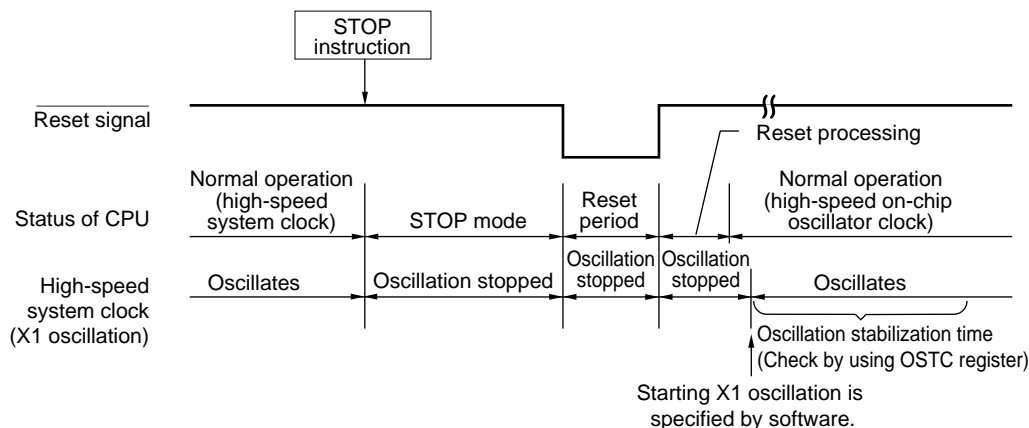 STOP
instruction
Reset signal
Reset processing
Status of CPU
Normal operation
(high-speed
system clock)
STOP mode
Reset
period
Normal operation
(high-speed on-chip
oscillator clock)
High-speed
system clock
(X1 oscillation)
Oscillates
Oscillation stopped
Oscillation
stopped
Oscillation
stopped
Oscillates
Oscillation stabilization time
(Check by using OSTC register)
Starting X1 oscillation is
specified by software.